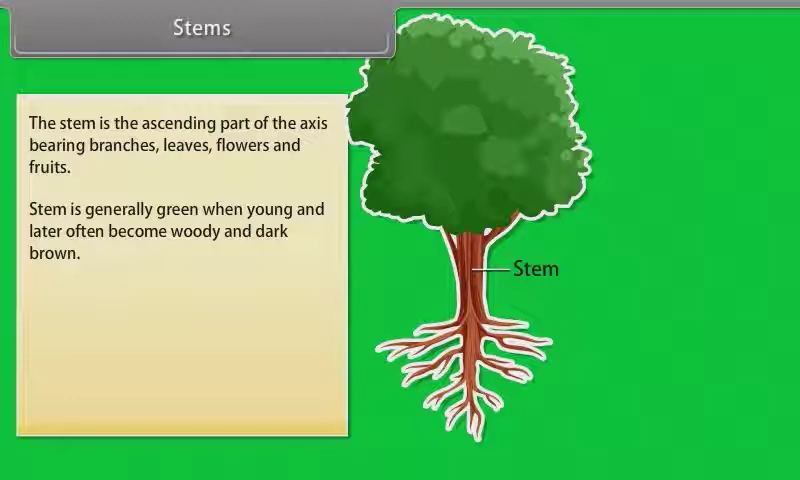 Stems
The stem is the ascending part of the axis
bearing branches, leaves, flowers and
fruits.
Stem is generally green when young and
later often become woody and dark
brown.
Stem